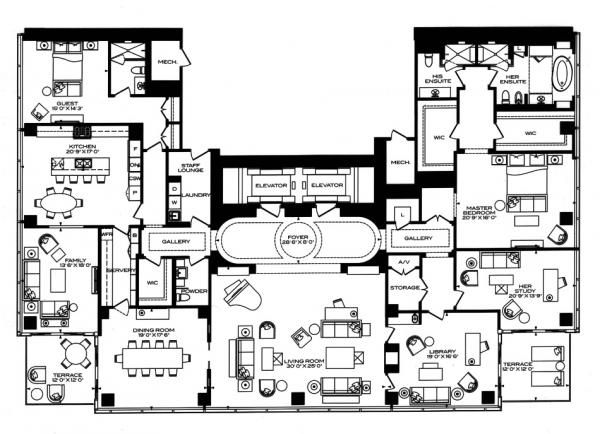 MECH.
GUEST
15'0" X 14'3"
HIS
ENSUITE
HER
ENSUITE
L
WIC
WIC
KITCHEN
20'9" X 17'0"
F
F
O
P
D/W
STAFF
LOUNGE
D
W
LAUNDRY
ELEVATOR
ELEVATOR
MECH.
MASTER
BEDROOM
20'9" X 16'0"
L
GALLERY
FOYER
28'6" X 8'0"
GALLERY
FAMILY
13'6" X 18'0"
WFR
CSW
SERVERY
WIC
POWDER
A/V
STORAGE
HER
STUDY
20'9" X 13'9"
DINING ROOM
19'0" X 17'6"
LIVING ROOM
30'0" X 25'0"
LIBRARY
19'0" X 16'6"
TERRACE
12'0" X 12'0"
TERRACE
12'0" X 12'0"